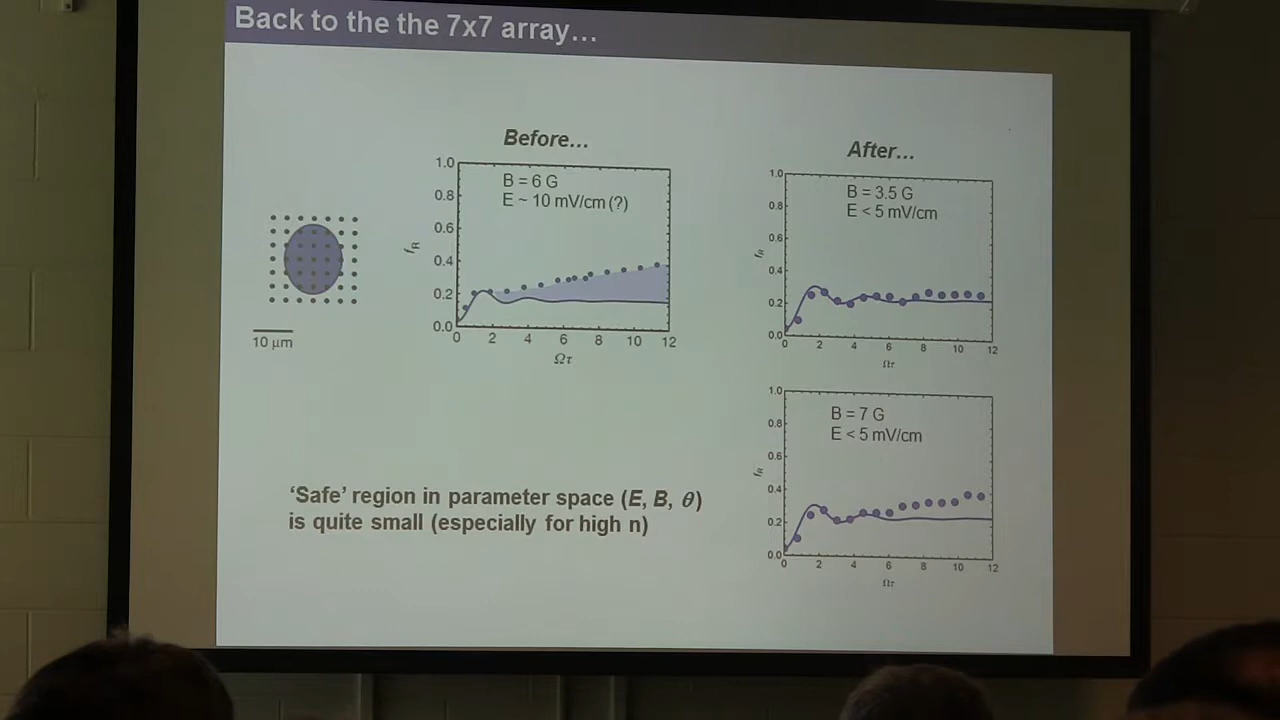 Back to the the 7x7 array...
Before...
1.0
0.8
0.6
0.4
0.2
0.0
f_R
B = 6 G
E ~ 10 mV/cm (?)
0 2 4 6 8 10 12
Ωτ
10 µm
After...
1.0
0.8
0.6
0.4
0.2
0.0
f_R
B = 3.5 G
E < 5 mV/cm
0 2 4 6 8 10 12
Ωτ
1.0
0.8
0.6
0.4
0.2
0.0
f_R
B = 7 G
E < 5 mV/cm
0 2 4 6 8 10 12
Ωτ
‘Safe’ region in parameter space (E, B, θ)
is quite small (especially for high n)